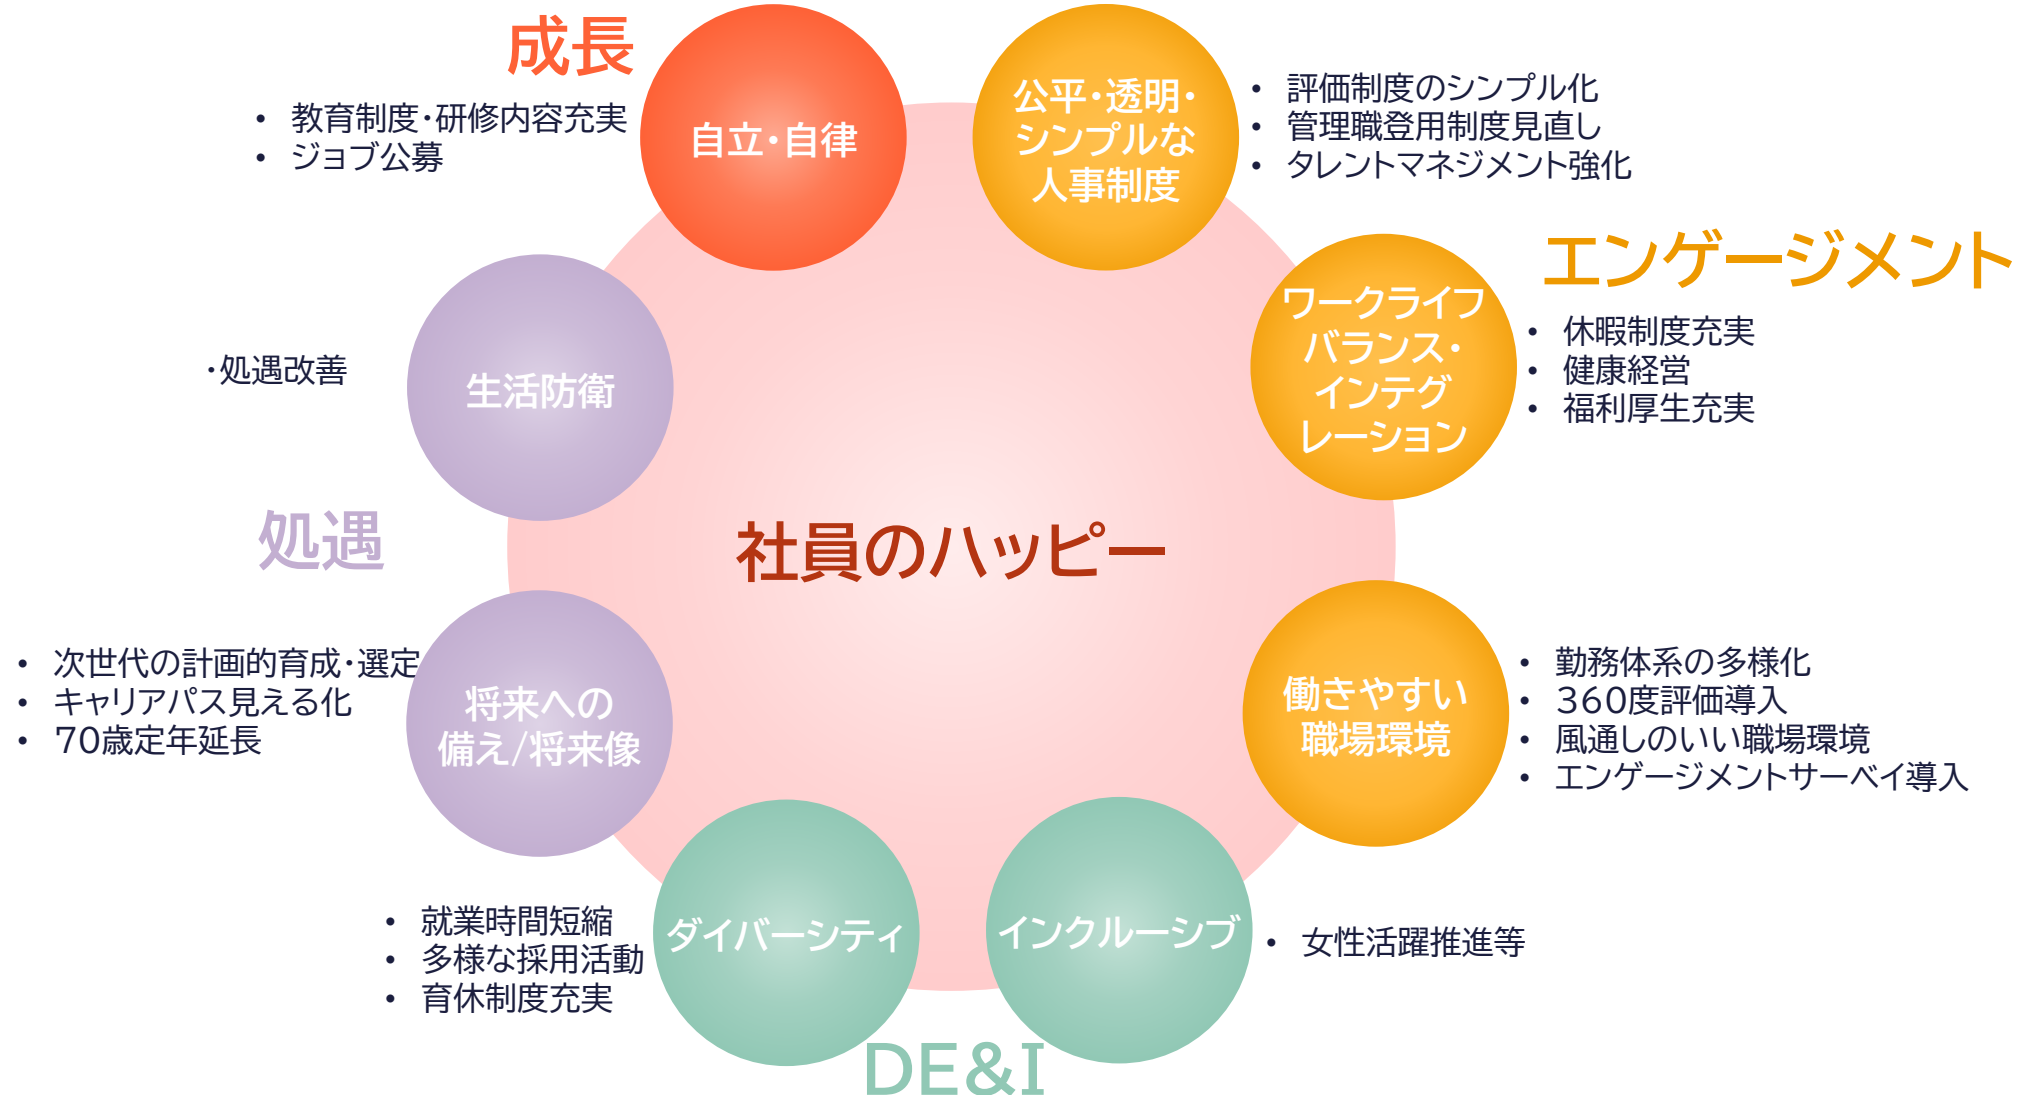 成長
• 教育制度・研修内容充実
• ジョブ公募
自立・自律
公平・透明・
シンプルな
人事制度
• 評価制度のシンプル化
• 管理職登用制度見直し
• タレントマネジメント強化
エンゲージメント
ワークライフ
バランス・
インテグ
レーション
• 休暇制度充実
• 健康経営
• 福利厚生充実
・処遇改善
生活防衛
処遇
社員のハッピー
• 次世代の計画的育成・選定
• キャリアパス見える化
• 70歳定年延長
将来への
備え/将来像
働きやすい
職場環境
• 勤務体系の多様化
• 360度評価導入
• 風通しのいい職場環境
• エンゲージメントサーベイ導入
• 就業時間短縮
• 多様な採用活動
• 育休制度充実
ダイバーシティ
インクルーシブ
• 女性活躍推進等
DE&I